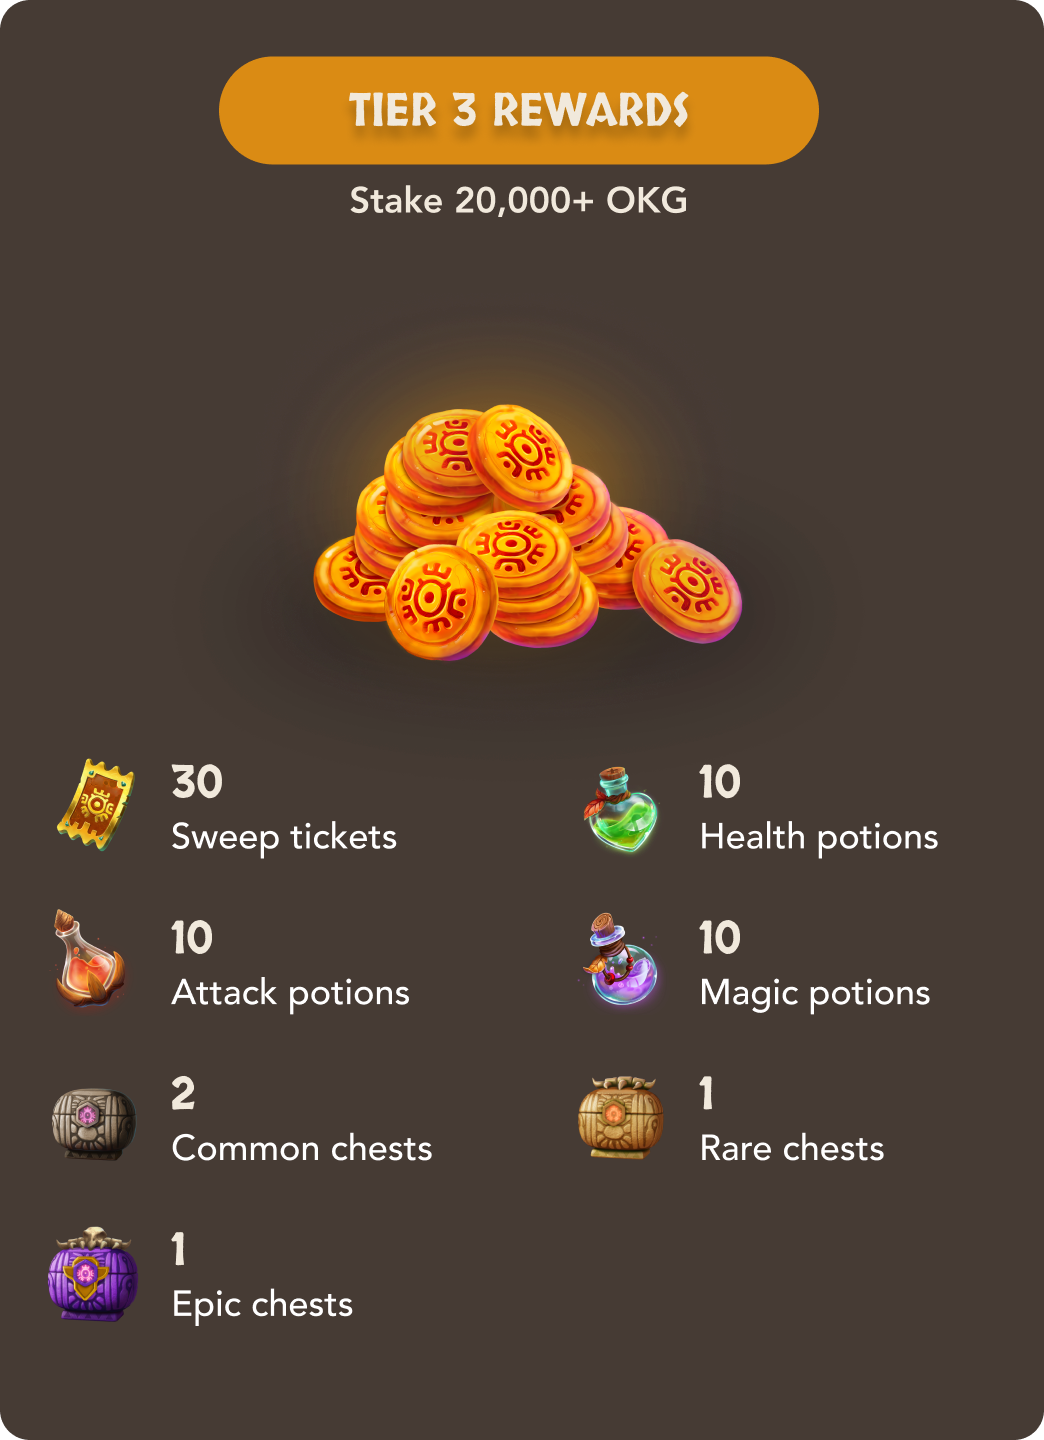 TIER 3 REWARDS
Stake 20,000+ OKG
30
Sweep tickets
10
Health potions
10
Attack potions
10
Magic potions
2
Common chests
1
Rare chests
1
Epic chests